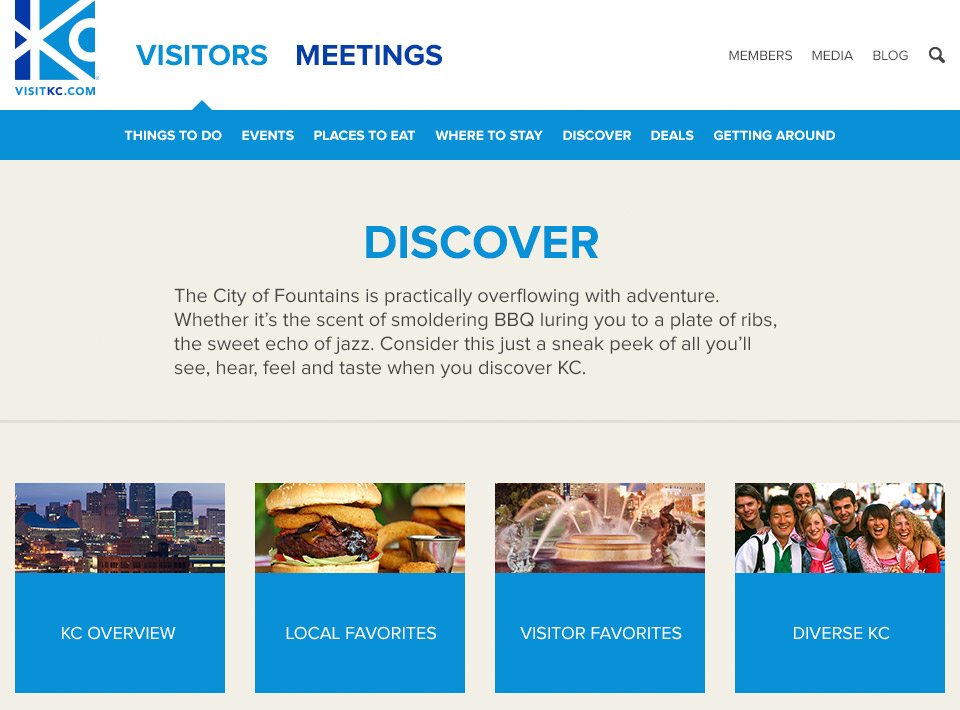 KC
VISITKC.COM
VISITORS MEETINGS
MEMBERS MEDIA BLOG
THINGS TO DO EVENTS PLACES TO EAT WHERE TO STAY DISCOVER DEALS GETTING AROUND
DISCOVER
The City of Fountains is practically overflowing with adventure.
Whether it’s the scent of smoldering BBQ luring you to a plate of ribs,
the sweet echo of jazz. Consider this just a sneak peek of all you’ll
see, hear, feel and taste when you discover KC.
KC OVERVIEW
LOCAL FAVORITES
VISITOR FAVORITES
DIVERSE KC